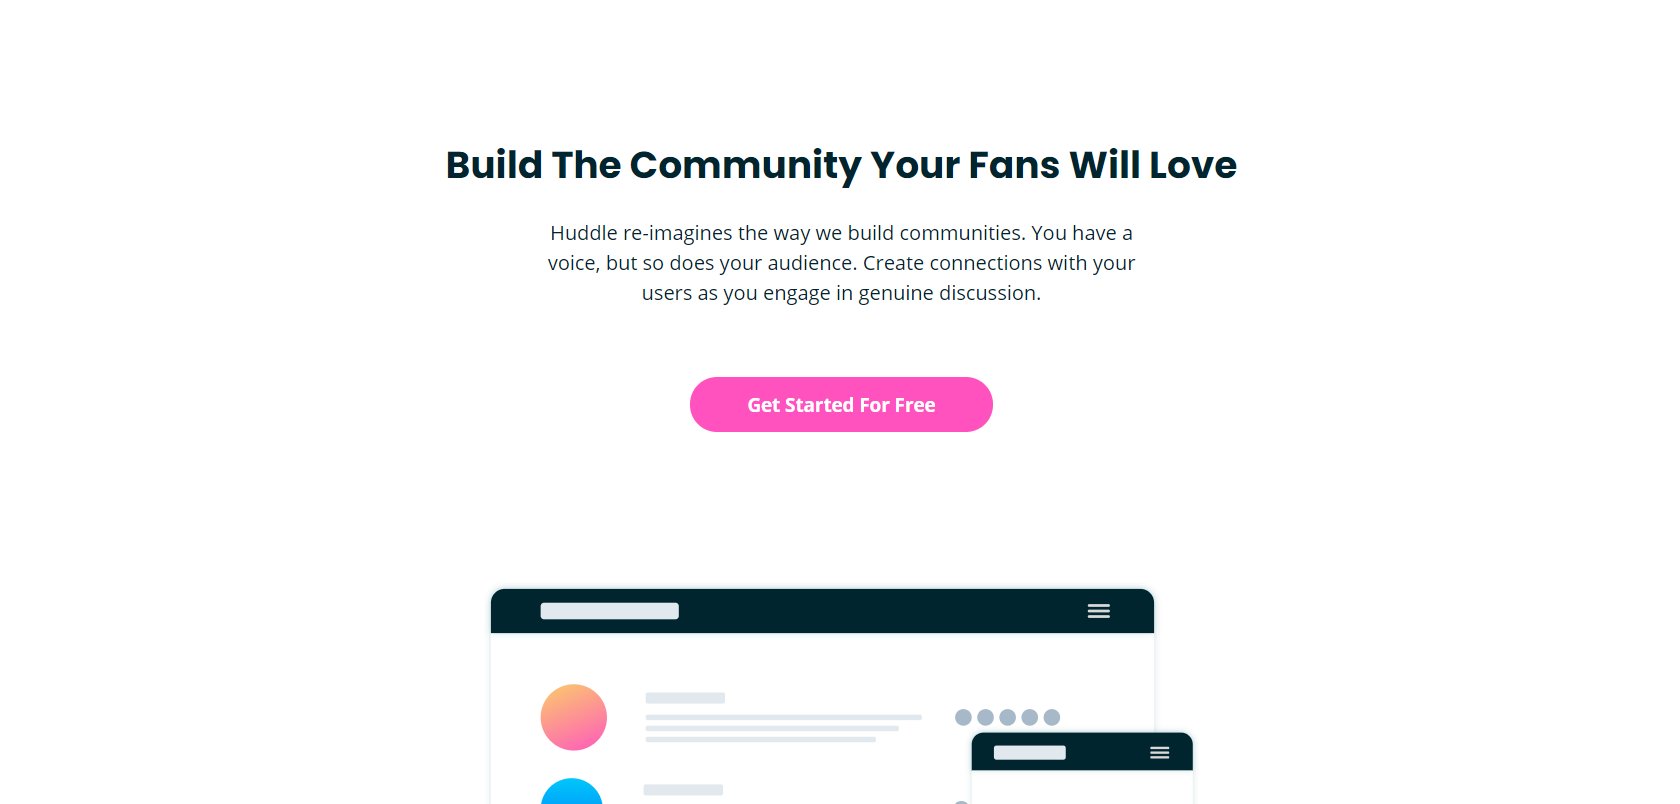 Build The Community Your Fans Will Love
Huddle re-imagines the way we build communities. You have a
voice, but so does your audience. Create connections with your
users as you engage in genuine discussion.
Get Started For Free